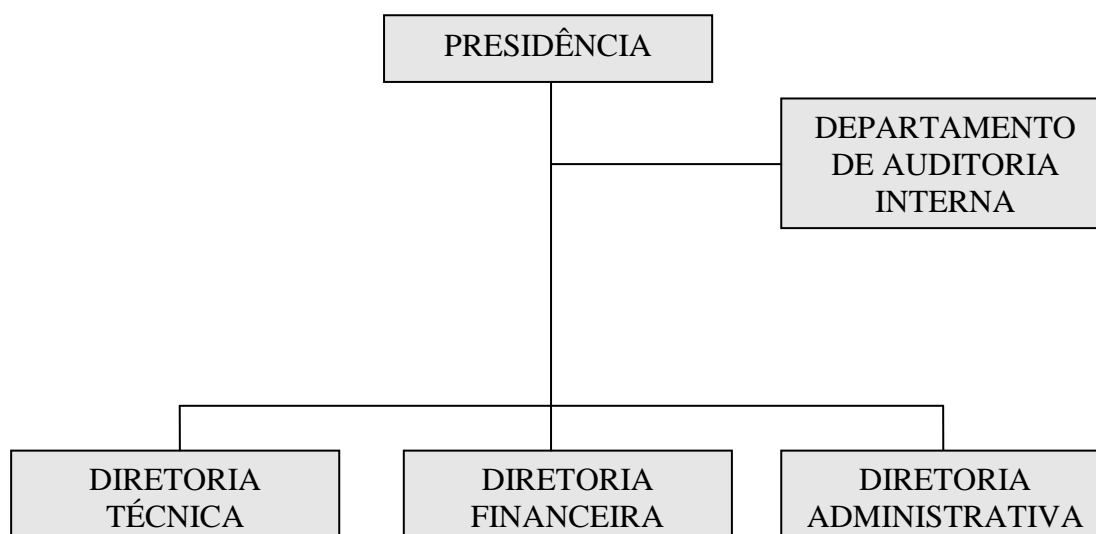 PRESIDÊNCIA
DEPARTAMENTO
DE AUDITORIA
INTERNA
DIRETORIA
TÉCNICA
DIRETORIA
FINANCEIRA
DIRETORIA
ADMINISTRATIVA